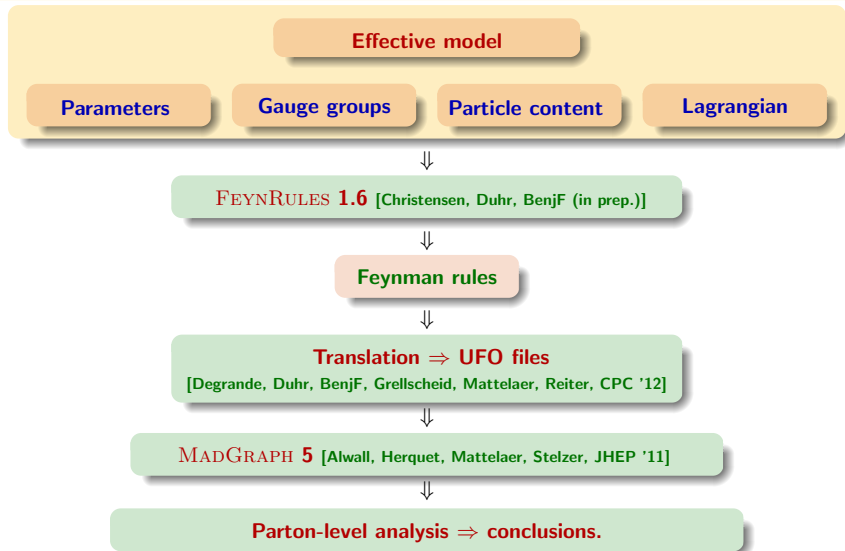 Effective model
Parameters Gauge groups Particle content Lagrangian
⇓
FEYNRULES 1.6 [Christensen, Duhr, BenjF (in prep.)]
⇓
Feynman rules
⇓
Translation ⇒ UFO files
[Degrande, Duhr, BenjF, Grellscheid, Mattelaer, Reiter, CPC '12]
⇓
MADGRAPH 5 [Alwall, Herquet, Mattelaer, Stelzer, JHEP '11]
⇓
Parton-level analysis ⇒ conclusions.